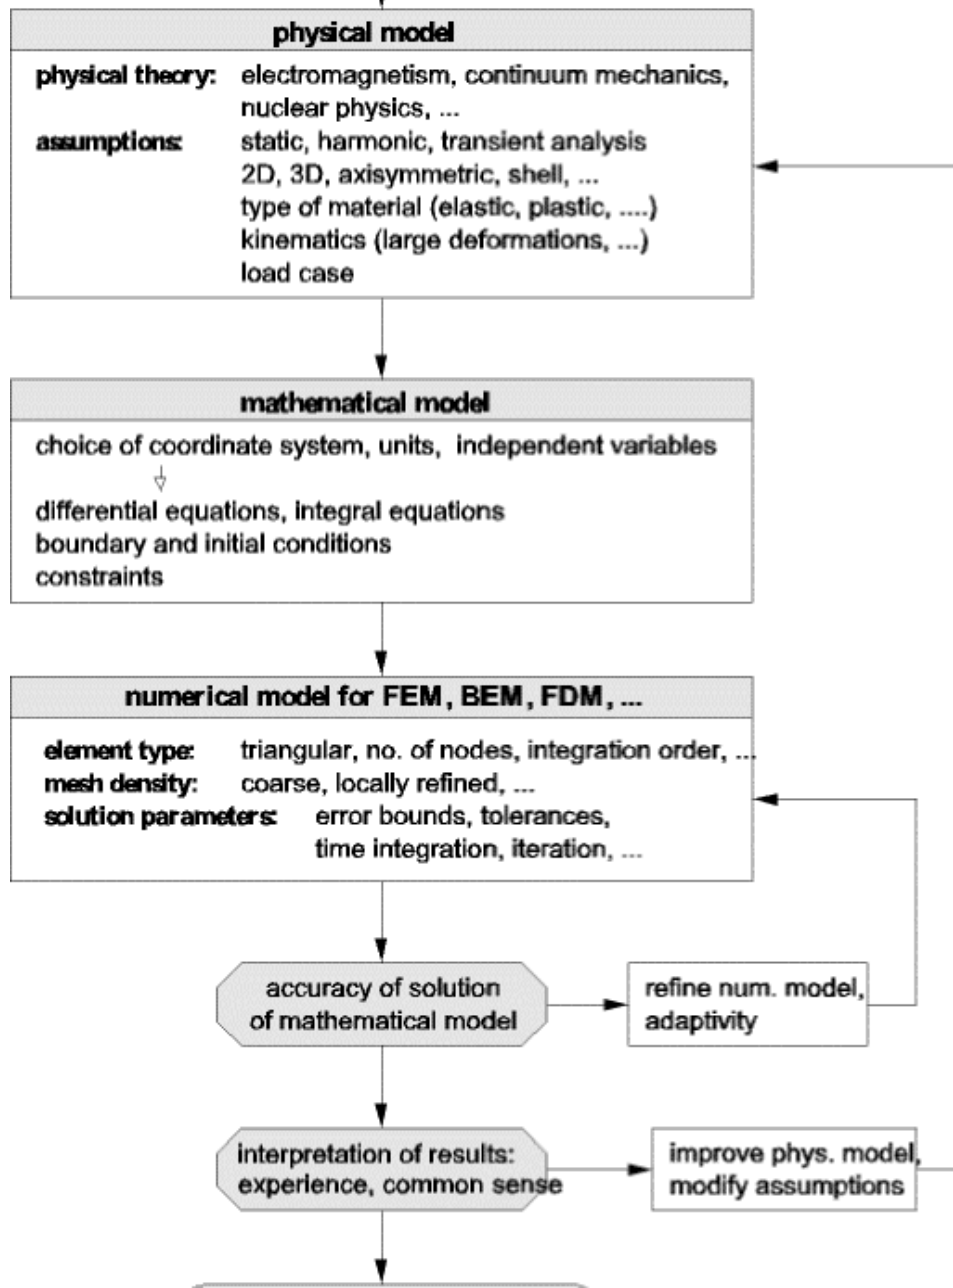 physical model
physical theory: electromagnetism, continuum mechanics,
nuclear physics, ...
assumptions: static, harmonic, transient analysis
2D, 3D, axisymmetric, shell, ...
type of material (elastic, plastic, ....)
kinematics (large deformations, ...)
load case
mathematical model
choice of coordinate system, units, independent variables
differential equations, integral equations
boundary and initial conditions
constraints
numerical model for FEM, BEM, FDM, ...
element type: triangular, no. of nodes, integration order, ...
mesh density: coarse, locally refined, ...
solution parameters: error bounds, tolerances,
time integration, iteration, ...
accuracy of solution
of mathematical model
refine num. model,
adaptivity
interpretation of results:
experience, common sense
improve phys. model,
modify assumptions